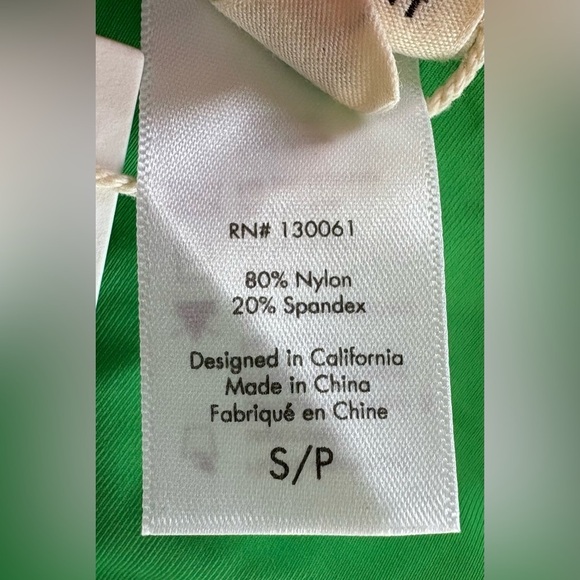 RN# 130061
80% Nylon
20% Spandex
Designed in California
Made in China
Fabriqué en Chine
S/P